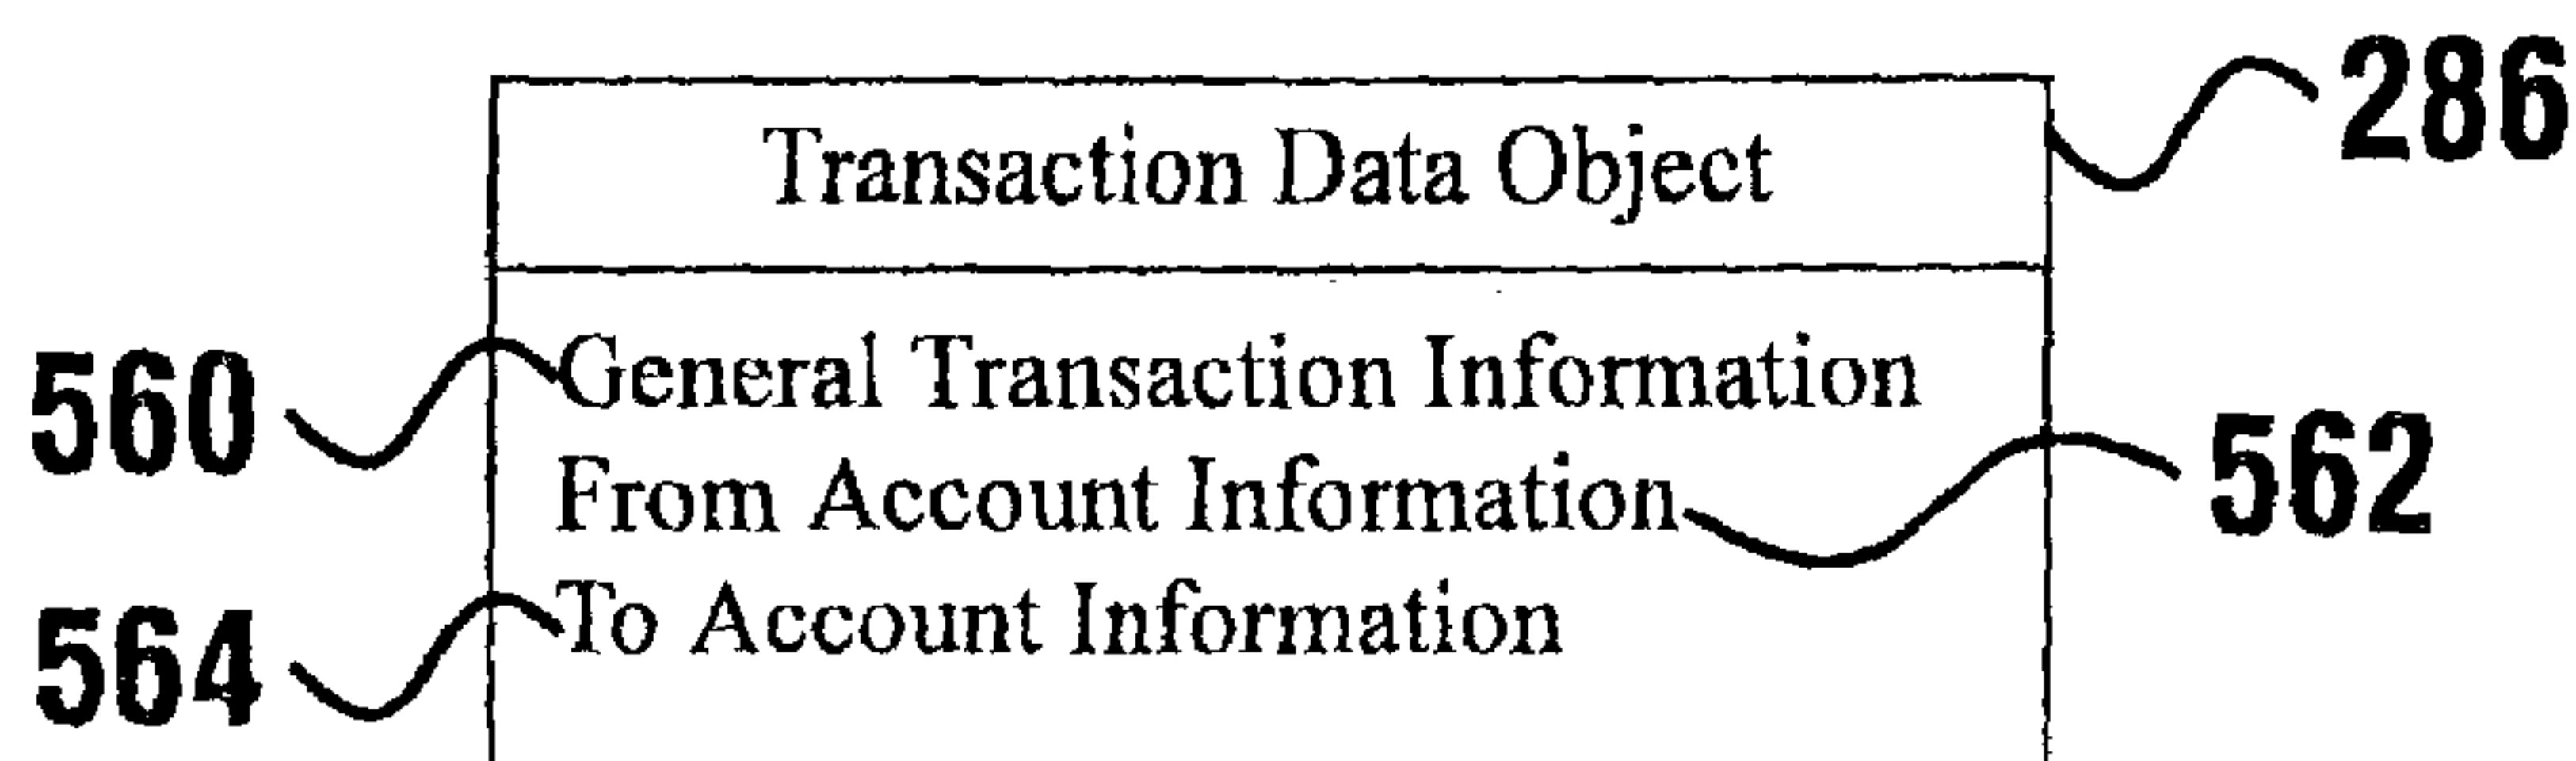 286
Transaction Data Object
560
General Transaction Information
From Account Information
562
564
To Account Information